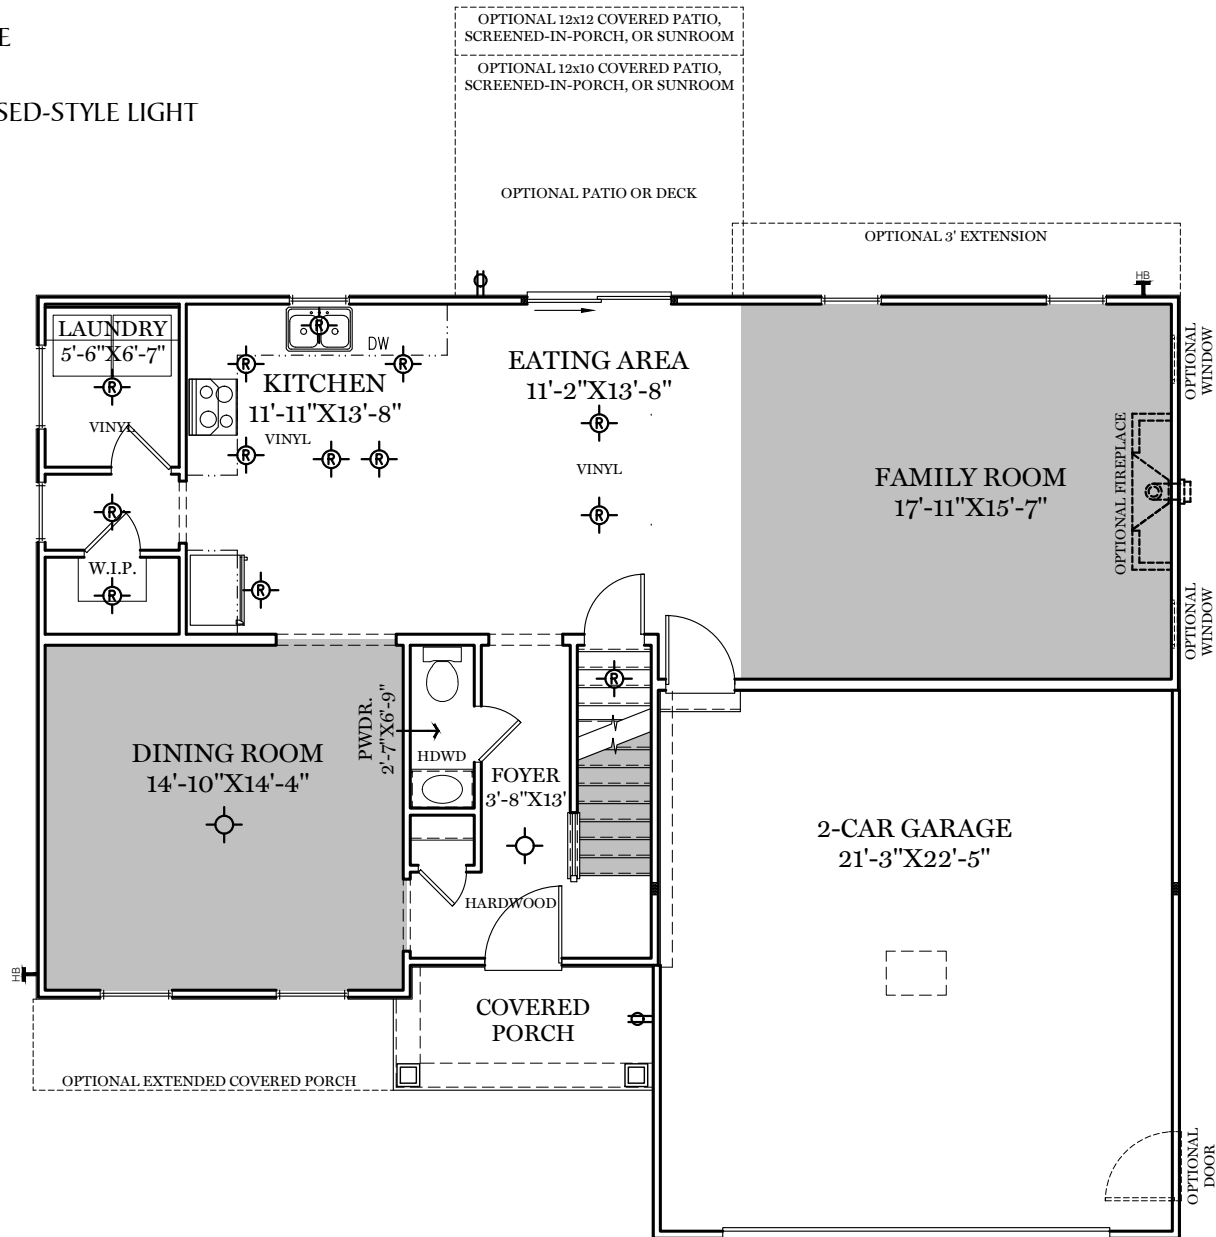 E
SED-STYLE LIGHT
OPTIONAL 12x12 COVERED PATIO,
SCREENED-IN-PORCH, OR SUNROOM
OPTIONAL 12x10 COVERED PATIO,
SCREENED-IN-PORCH, OR SUNROOM
OPTIONAL PATIO OR DECK
OPTIONAL 3' EXTENSION
HB
LAUNDRY
5'-6"X6'-7"
R
VINYL
R
DW
R
R
KITCHEN
11'-11"X13'-8"
VINYL
R
R
R
EATING AREA
11'-2"X13'-8"
R
VINYL
R
OPTIONAL
WINDOW
OPTIONAL FIREPLACE
FAMILY ROOM
17'-11"X15'-7"
R
W.I.P.
R
R
OPTIONAL
WINDOW
R
DINING ROOM
14'-10"X14'-4"
PWDR.
2'-7"X6'-9"
HDWD
FOYER
3'-8"X13'
HARDWOOD
2-CAR GARAGE
21'-3"X22'-5"
HB
COVERED
PORCH
OPTIONAL EXTENDED COVERED PORCH
OPTIONAL
DOOR